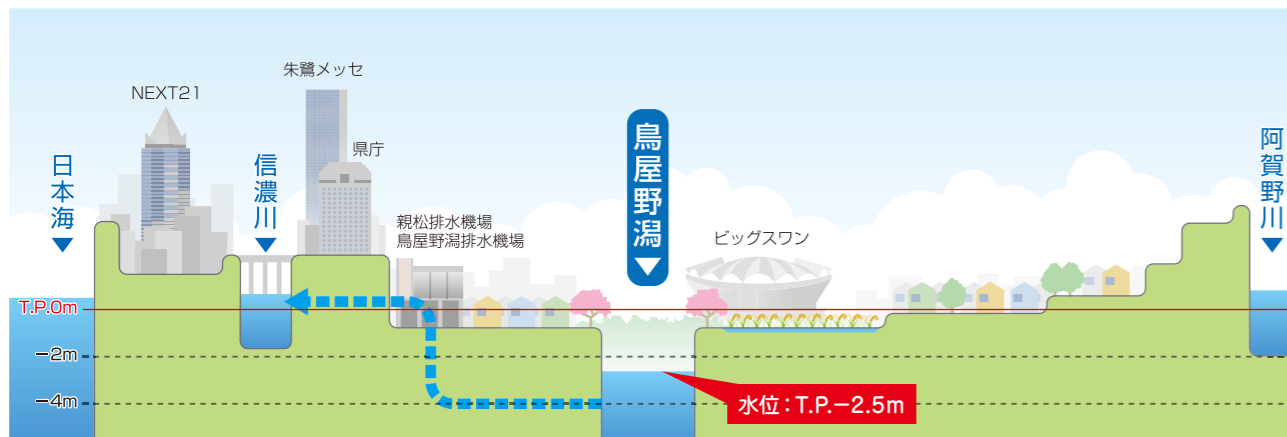 朱鷺メッセ
NEXT21
県庁
日本海
信濃川
親松排水機場
鳥屋野潟排水機場
鳥屋野潟
ビッグスワン
阿賀野川
T.P.0m
−2m
−4m
水位：T.P.−2.5m